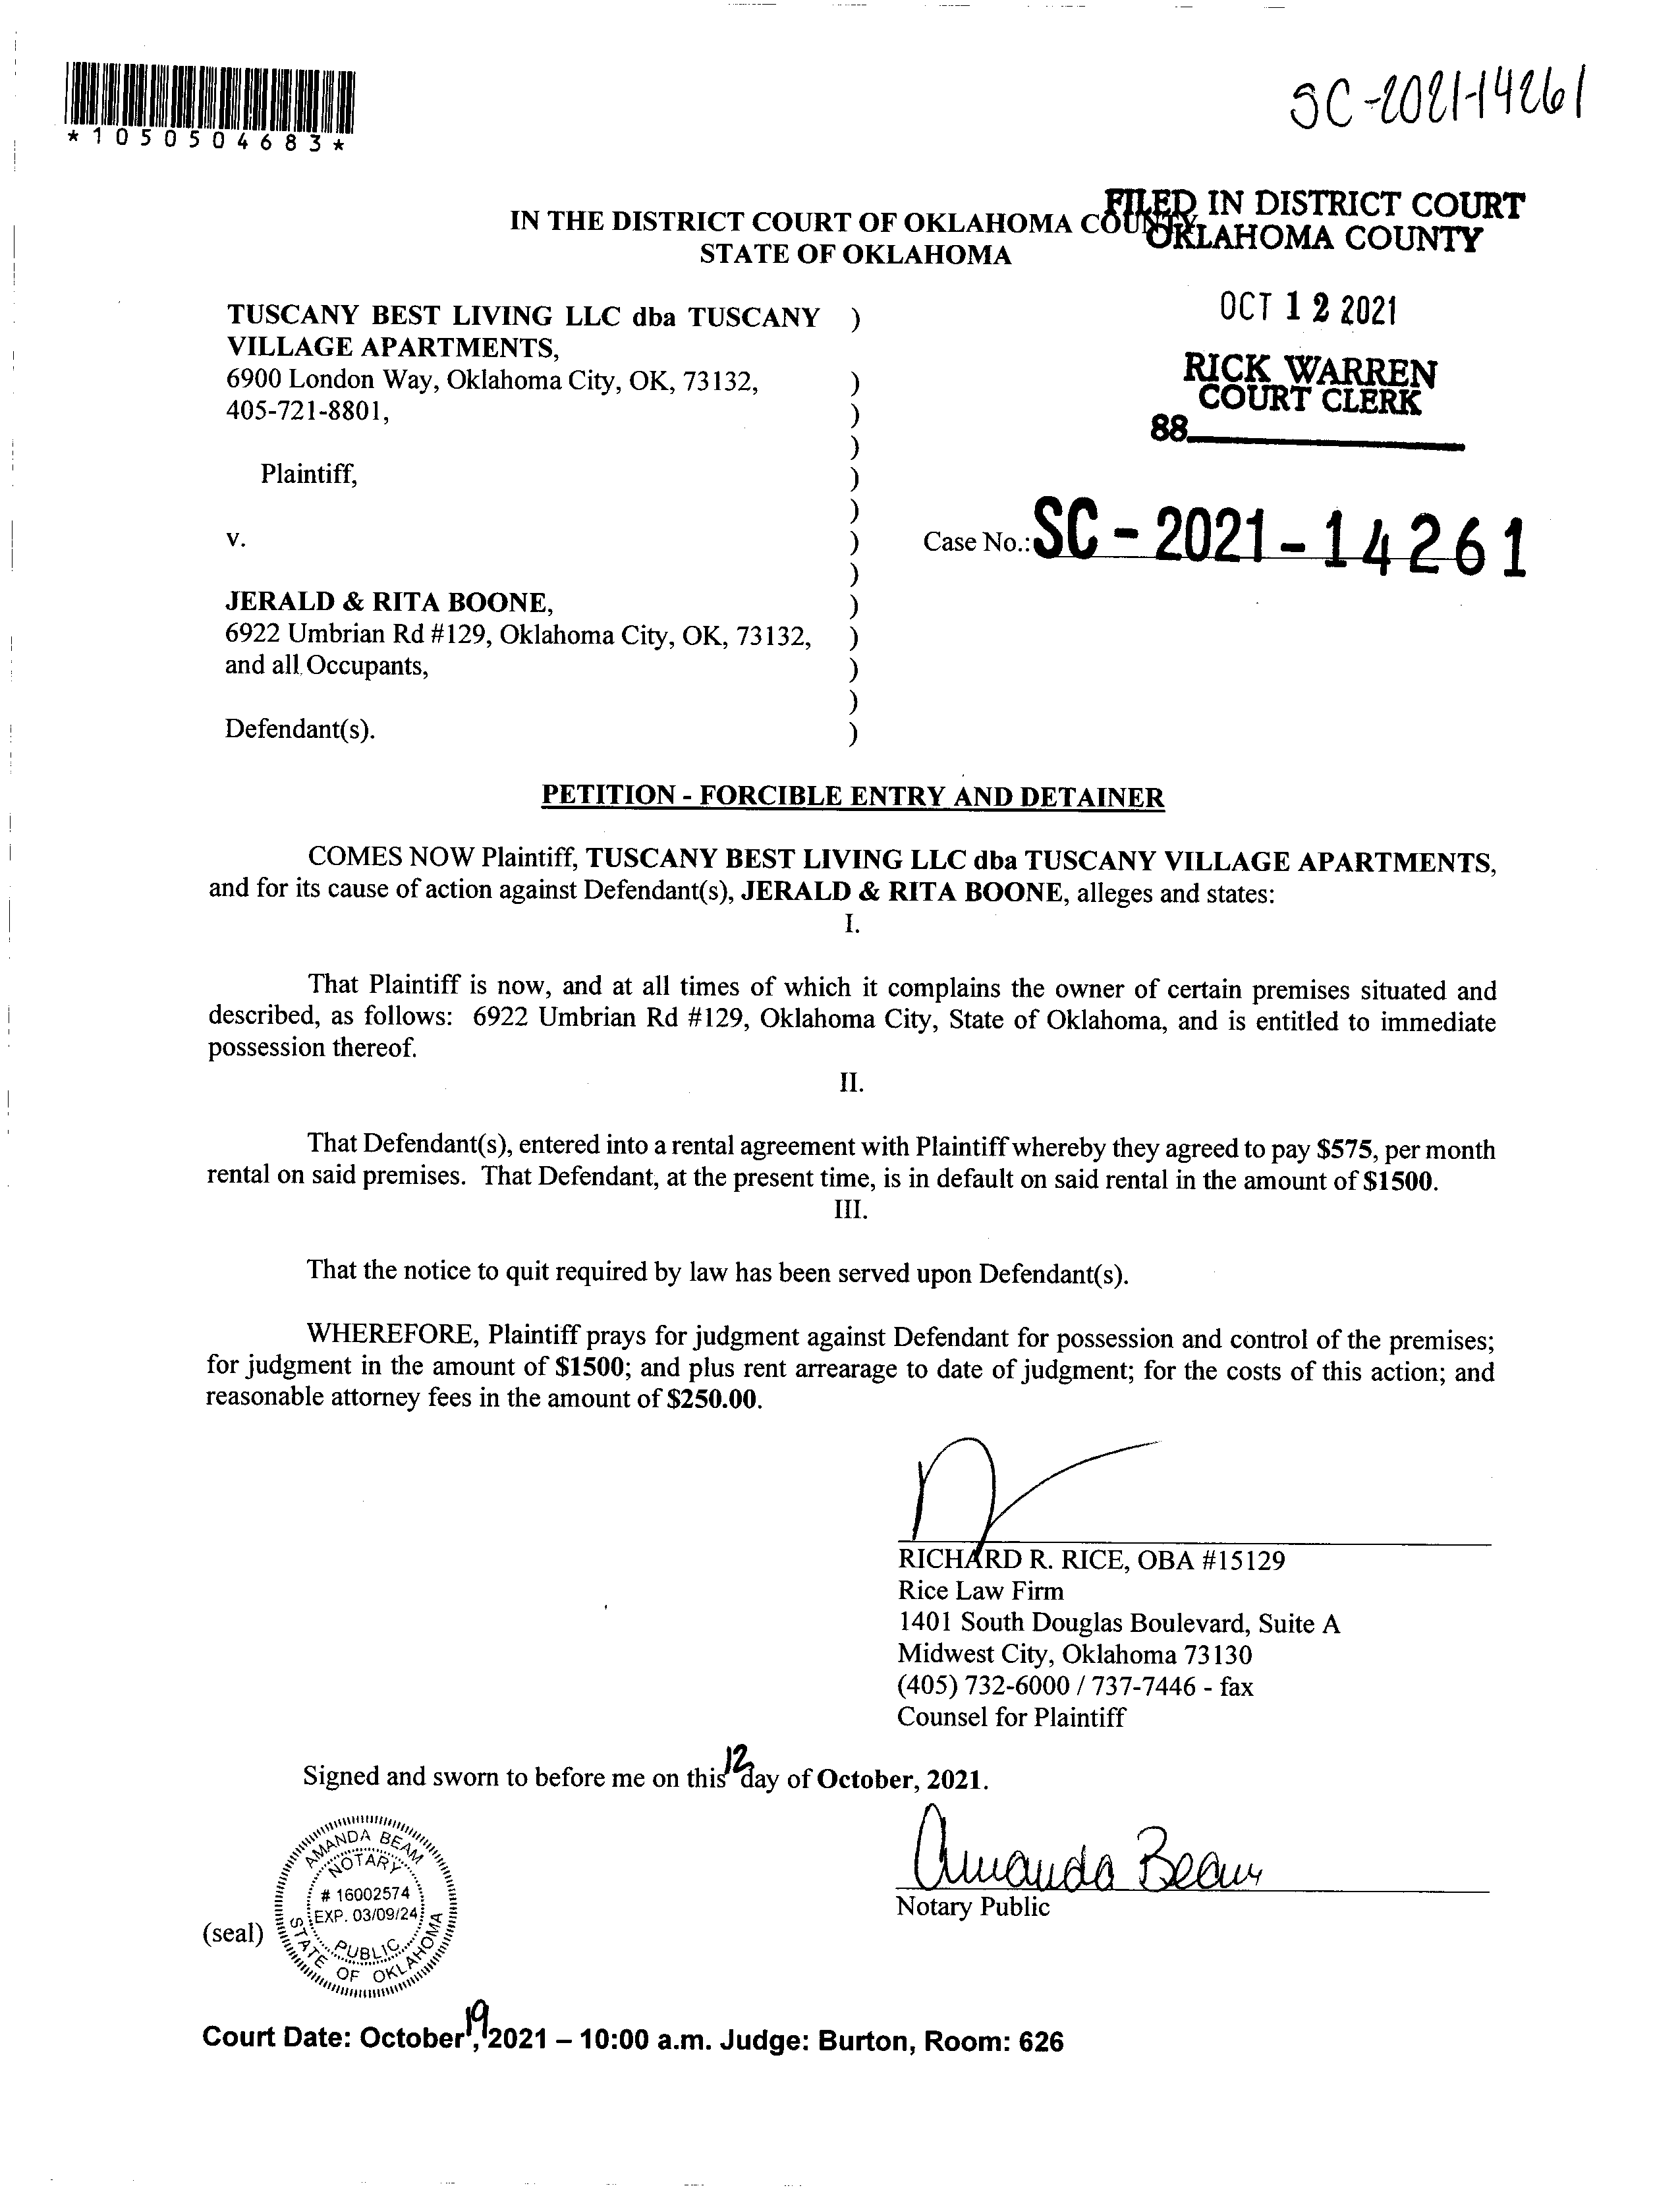 *1050504683*
SC-2021-14261
FILED IN DISTRICT COURT
OKLAHOMA COUNTY
IN THE DISTRICT COURT OF OKLAHOMA COUNTY
STATE OF OKLAHOMA
OCT 12 2021
RICK WARREN
COURT CLERK
88
TUSCANY BEST LIVING LLC dba TUSCANY )
VILLAGE APARTMENTS,
6900 London Way, Oklahoma City, OK, 73132, )
405-721-8801, )
)
Plaintiff, )
)
v. ) Case No.: SC-2021-14261
)
JERALD & RITA BOONE, )
6922 Umbrian Rd #129, Oklahoma City, OK, 73132, )
and all Occupants, )
)
Defendant(s). )
PETITION - FORCIBLE ENTRY AND DETAINER
COMES NOW Plaintiff, TUSCANY BEST LIVING LLC dba TUSCANY VILLAGE APARTMENTS,
and for its cause of action against Defendant(s), JERALD & RITA BOONE, alleges and states:
I.
That Plaintiff is now, and at all times of which it complains the owner of certain premises situated and
described, as follows: 6922 Umbrian Rd #129, Oklahoma City, State of Oklahoma, and is entitled to immediate
possession thereof.
II.
That Defendant(s), entered into a rental agreement with Plaintiff whereby they agreed to pay $575, per month
rental on said premises. That Defendant, at the present time, is in default on said rental in the amount of $1500.
III.
That the notice to quit required by law has been served upon Defendant(s).
WHEREFORE, Plaintiff prays for judgment against Defendant for possession and control of the premises;
for judgment in the amount of $1500; and plus rent arrearage to date of judgment; for the costs of this action; and
reasonable attorney fees in the amount of $250.00.
RICHARD R. RICE, OBA #15129
Rice Law Firm
1401 South Douglas Boulevard, Suite A
Midwest City, Oklahoma 73130
(405) 732-6000 / 737-7446 - fax
Counsel for Plaintiff
Signed and sworn to before me on this 12 day of October, 2021.
Amanda Beam
Notary Public
(seal)
AMANDA BEAM
NOTARY
# 16002574
EXP. 03/09/24
PUBLIC
STATE OF OKLAHOMA
Court Date: October 19, 2021 – 10:00 a.m. Judge: Burton, Room: 626